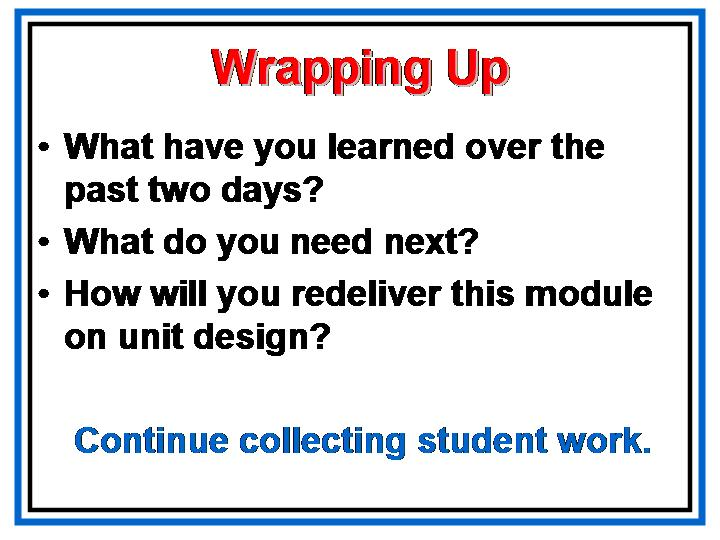 Wrapping Up
• What have you learned over the
past two days?
• What do you need next?
• How will you redeliver this module
on unit design?
Continue collecting student work.